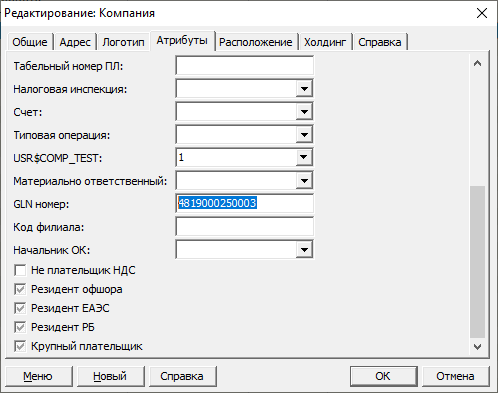 Редактирование: Компания
Общие Адрес Логотип Атрибуты Расположение Холдинг Справка
Табельный номер ПЛ:
Налоговая инспекция:
Счет:
Типовая операция:
USR$COMP_TEST: 1
Материально ответственный:
GLN номер: 4819000250003
Код филиала:
Начальник ОК:
Не плательщик НДС
Резидент офшора
Резидент ЕАЭС
Резидент РБ
Крупный плательщик
Меню Новый Справка ОК Отмена